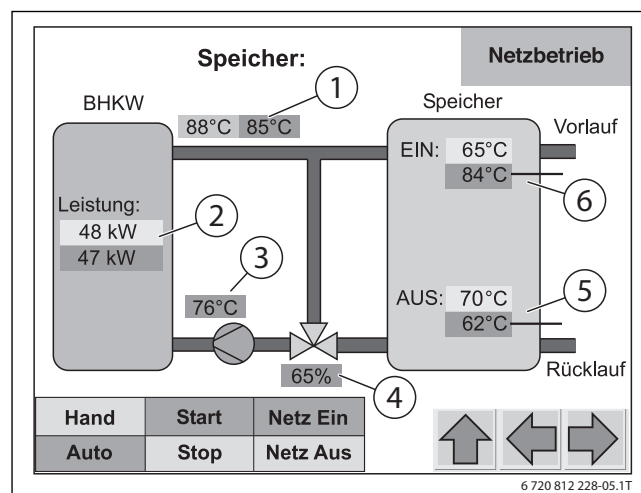 Speicher:
Netzbetrieb
1
BHKW
Speicher
88°C 85°C
Vorlauf
EIN: 65°C
84°C
6
Leistung:
2
48 kW
47 kW
3
76°C
AUS: 70°C
5
62°C
65%
4
Rücklauf
Hand Start Netz Ein
Auto Stop Netz Aus
6 720 812 228-05.1T